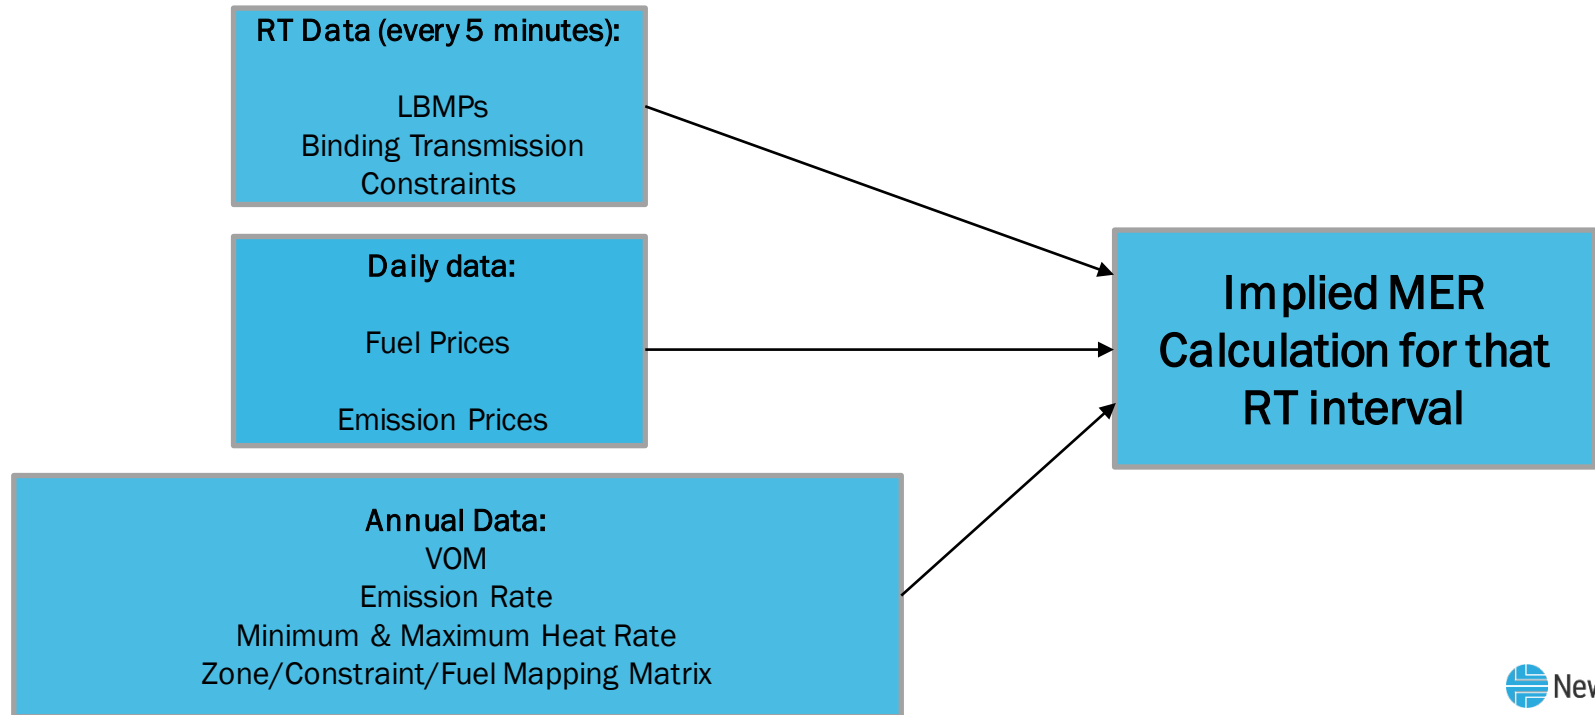 RT Data (every 5 minutes):
LBMPs
Binding Transmission
Constraints
Daily data:
Fuel Prices
Emission Prices
Annual Data:
VOM
Emission Rate
Minimum & Maximum Heat Rate
Zone/Constraint/Fuel Mapping Matrix
Implied MER
Calculation for that
RT interval
New